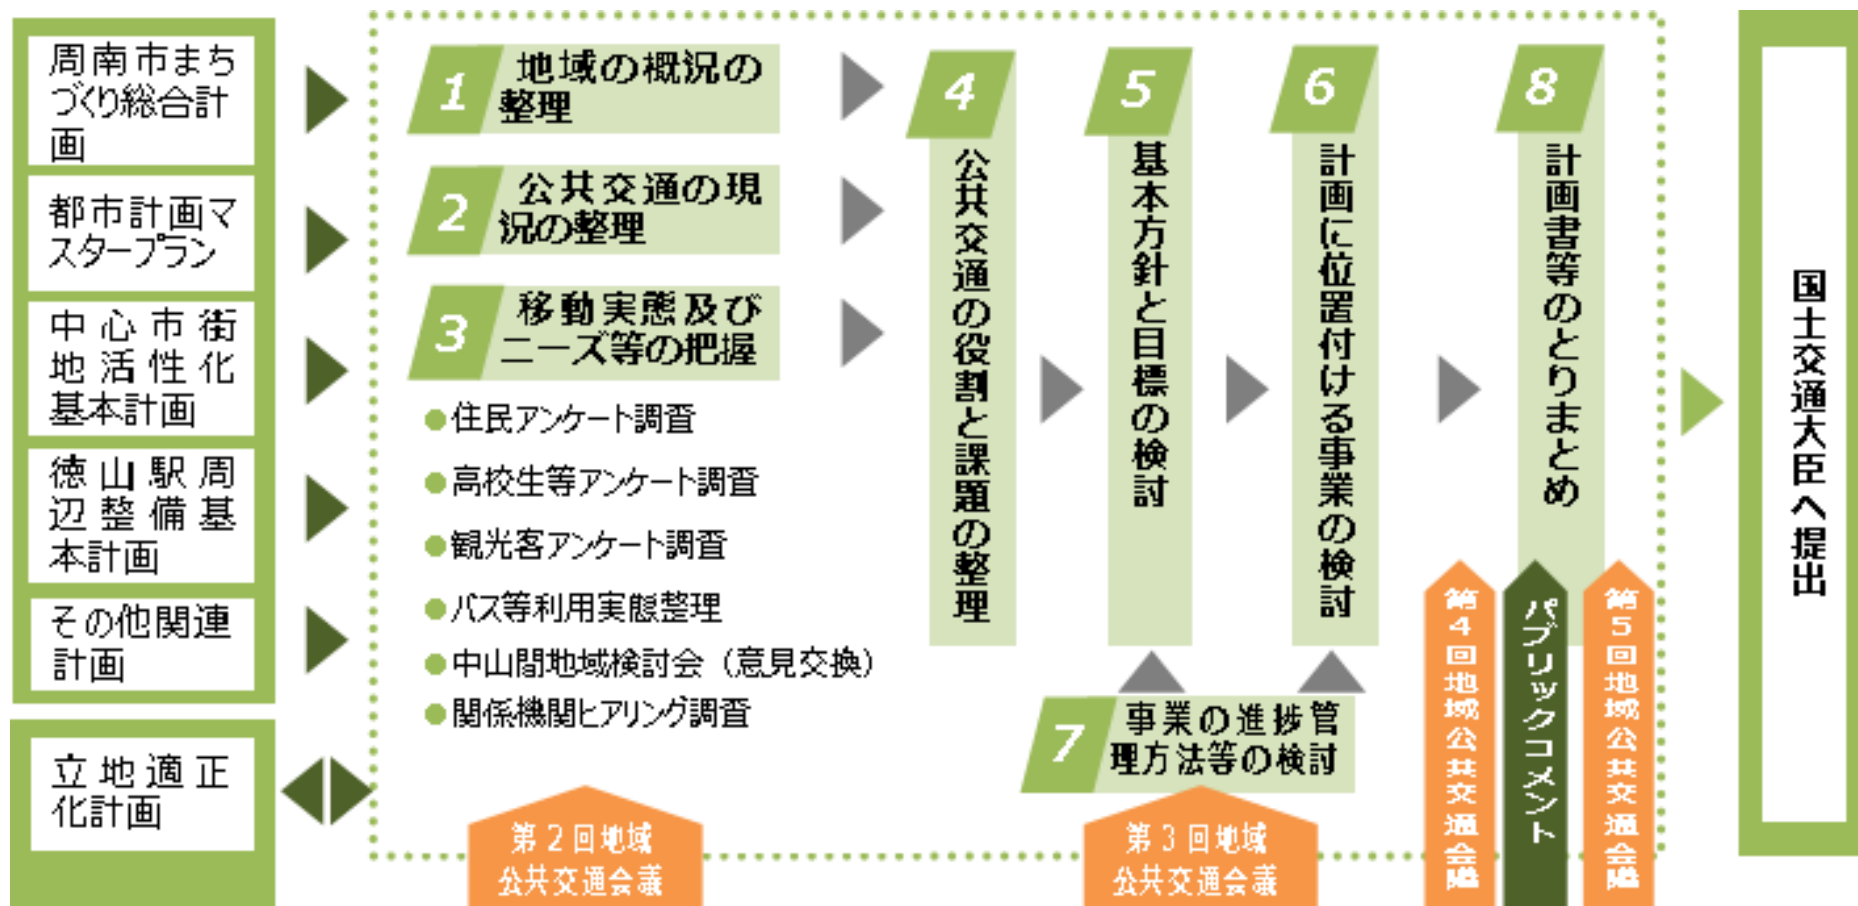 周南市まち
づくり総合計
画
都市計画マ
スタープラン
中心市街
地活性化
基本計画
徳山駅周
辺整備基
本計画
その他関連
計画
立地適正
化計画
1
地域の概況の
整理
2
公共交通の現
況の整理
3
移動実態及び
ニーズ等の把握
住民アンケート調査
高校生等アンケート調査
観光客アンケート調査
バス等利用実態整理
中山間地域検討会（意見交換）
関係機関ヒアリング調査
第2回地域
公共交通会議
4
公共交通の役割と課題の整理
5
基本方針と目標の検討
6
計画に位置付ける事業の検討
7
事業の進捗管
理方法等の検討
第3回地域
公共交通会議
8
計画書等のとりまとめ
第4回地域公共交通会議
パブリックコメント
第5回地域公共交通会議
国土交通大臣へ提出